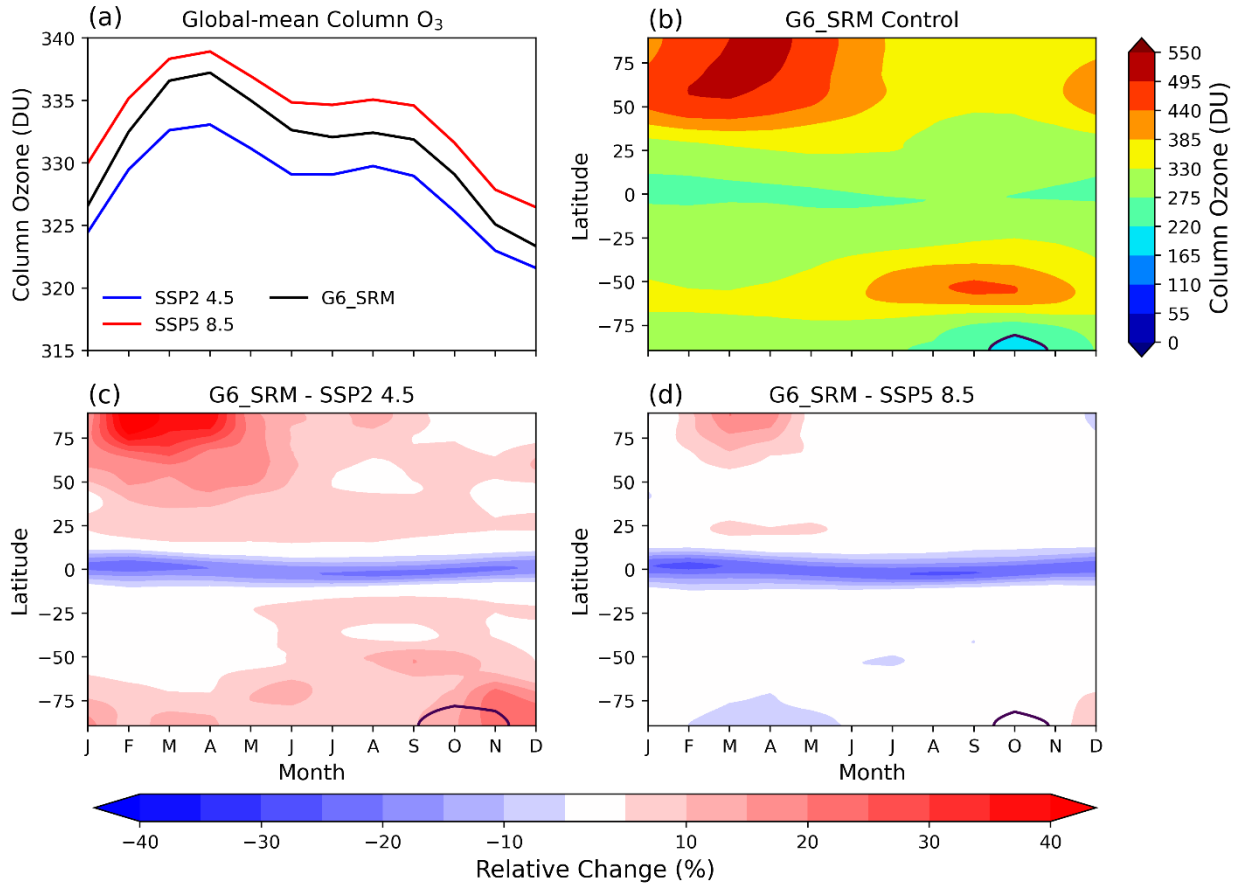 (a) Global-mean Column O₃
340
335
330
325
320
315
Column Ozone (DU)
SSP2 4.5
SSP5 8.5
G6_SRM
(b) G6_SRM Control
75
50
25
0
−25
−50
−75
Latitude
550
495
440
385
330
275
220
165
110
55
0
Column Ozone (DU)
(c) G6_SRM - SSP2 4.5
75
50
25
0
−25
−50
−75
Latitude
J F M A M J J A S O N D
Month
(d) G6_SRM - SSP5 8.5
75
50
25
0
−25
−50
−75
Latitude
J F M A M J J A S O N D
Month
−40 −30 −20 −10 10 20 30 40
Relative Change (%)